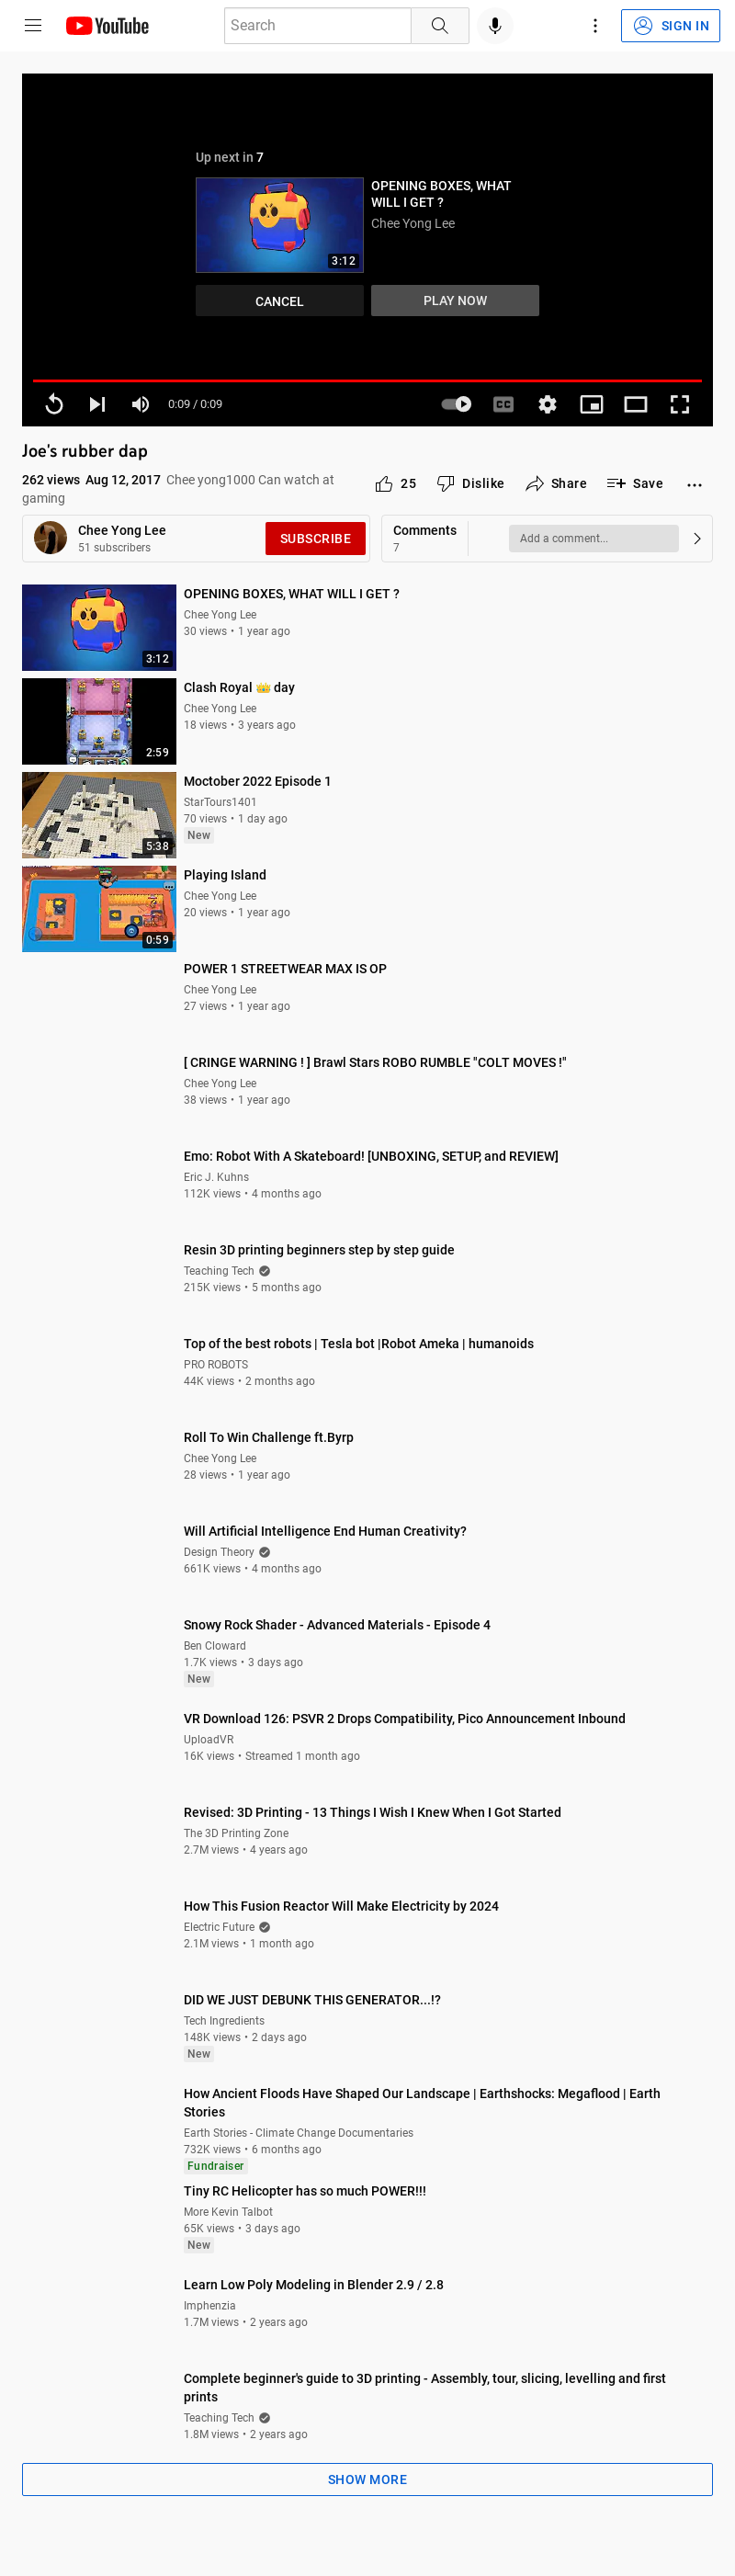 YouTube
Search
SIGN IN
Up next in 7
OPENING BOXES, WHAT
WILL I GET ?
Chee Yong Lee
3:12
CANCEL
PLAY NOW
0:09 / 0:09
CC
Joe's rubber dap
262 views Aug 12, 2017 Chee yong1000 Can watch at
gaming
25
Dislike
Share
Save
Chee Yong Lee
51 subscribers
SUBSCRIBE
Comments
7
Add a comment...
3:12
OPENING BOXES, WHAT WILL I GET ?
Chee Yong Lee
30 views • 1 year ago
2:59
Clash Royal 👑 day
Chee Yong Lee
18 views • 3 years ago
5:38
Moctober 2022 Episode 1
StarTours1401
70 views • 1 day ago
New
0:59
Playing Island
Chee Yong Lee
20 views • 1 year ago
POWER 1 STREETWEAR MAX IS OP
Chee Yong Lee
27 views • 1 year ago
[ CRINGE WARNING ! ] Brawl Stars ROBO RUMBLE "COLT MOVES !"
Chee Yong Lee
38 views • 1 year ago
Emo: Robot With A Skateboard! [UNBOXING, SETUP, and REVIEW]
Eric J. Kuhns
112K views • 4 months ago
Resin 3D printing beginners step by step guide
Teaching Tech
215K views • 5 months ago
Top of the best robots | Tesla bot |Robot Ameka | humanoids
PRO ROBOTS
44K views • 2 months ago
Roll To Win Challenge ft.Byrp
Chee Yong Lee
28 views • 1 year ago
Will Artificial Intelligence End Human Creativity?
Design Theory
661K views • 4 months ago
Snowy Rock Shader - Advanced Materials - Episode 4
Ben Cloward
1.7K views • 3 days ago
New
VR Download 126: PSVR 2 Drops Compatibility, Pico Announcement Inbound
UploadVR
16K views • Streamed 1 month ago
Revised: 3D Printing - 13 Things I Wish I Knew When I Got Started
The 3D Printing Zone
2.7M views • 4 years ago
How This Fusion Reactor Will Make Electricity by 2024
Electric Future
2.1M views • 1 month ago
DID WE JUST DEBUNK THIS GENERATOR...!?
Tech Ingredients
148K views • 2 days ago
New
How Ancient Floods Have Shaped Our Landscape | Earthshocks: Megaflood | Earth
Stories
Earth Stories - Climate Change Documentaries
732K views • 6 months ago
Fundraiser
Tiny RC Helicopter has so much POWER!!!
More Kevin Talbot
65K views • 3 days ago
New
Learn Low Poly Modeling in Blender 2.9 / 2.8
Imphenzia
1.7M views • 2 years ago
Complete beginner's guide to 3D printing - Assembly, tour, slicing, levelling and first
prints
Teaching Tech
1.8M views • 2 years ago
SHOW MORE